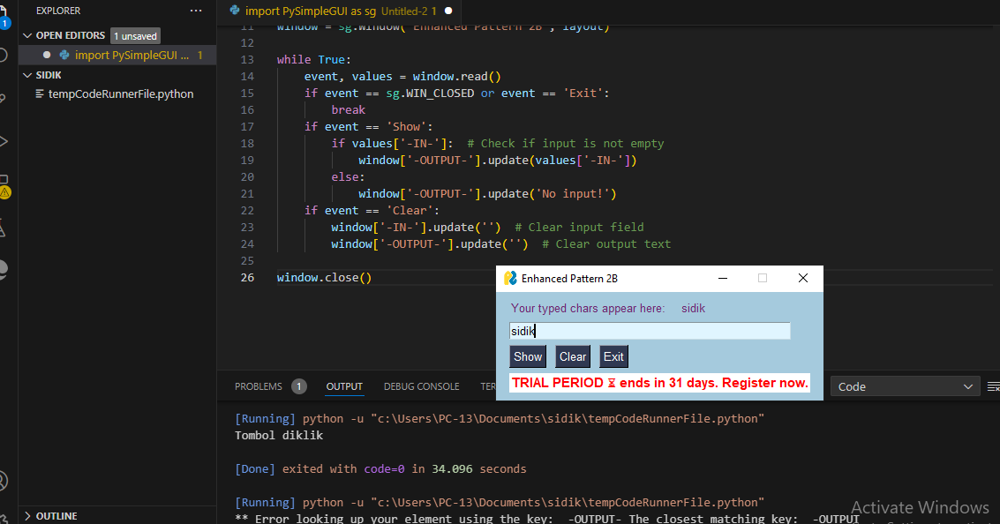 EXPLORER ...
import PySimpleGUI as sg Untitled-2 1
1
OPEN EDITORS 1 unsaved
import PySimpleGUI ... 1
SIDIK
tempCodeRunnerFile.python
OUTLINE
11 window = sg.Window('Enhanced Pattern 2B', layout)
12
13 while True:
14 event, values = window.read()
15 if event == sg.WIN_CLOSED or event == 'Exit':
16 break
17 if event == 'Show':
18 if values['-IN-']: # Check if input is not empty
19 window['-OUTPUT-'].update(values['-IN-'])
20 else:
21 window['-OUTPUT-'].update('No input!')
22 if event == 'Clear':
23 window['-IN-'].update('') # Clear input field
24 window['-OUTPUT-'].update('') # Clear output text
25
26 window.close()
Enhanced Pattern 2B
Your typed chars appear here: sidik
sidik
Show Clear Exit
TRIAL PERIOD ⌛ ends in 31 days. Register now.
PROBLEMS 1 OUTPUT DEBUG CONSOLE TER Code
[Running] python -u "c:\Users\PC-13\Documents\sidik\tempCodeRunnerFile.python"
Tombol diklik
[Done] exited with code=0 in 34.096 seconds
[Running] python -u "c:\Users\PC-13\Documents\sidik\tempCodeRunnerFile.python"
** Error looking up your element using the key: -OUTPUT- The closest matching key: -OUTPUT
Activate Windows